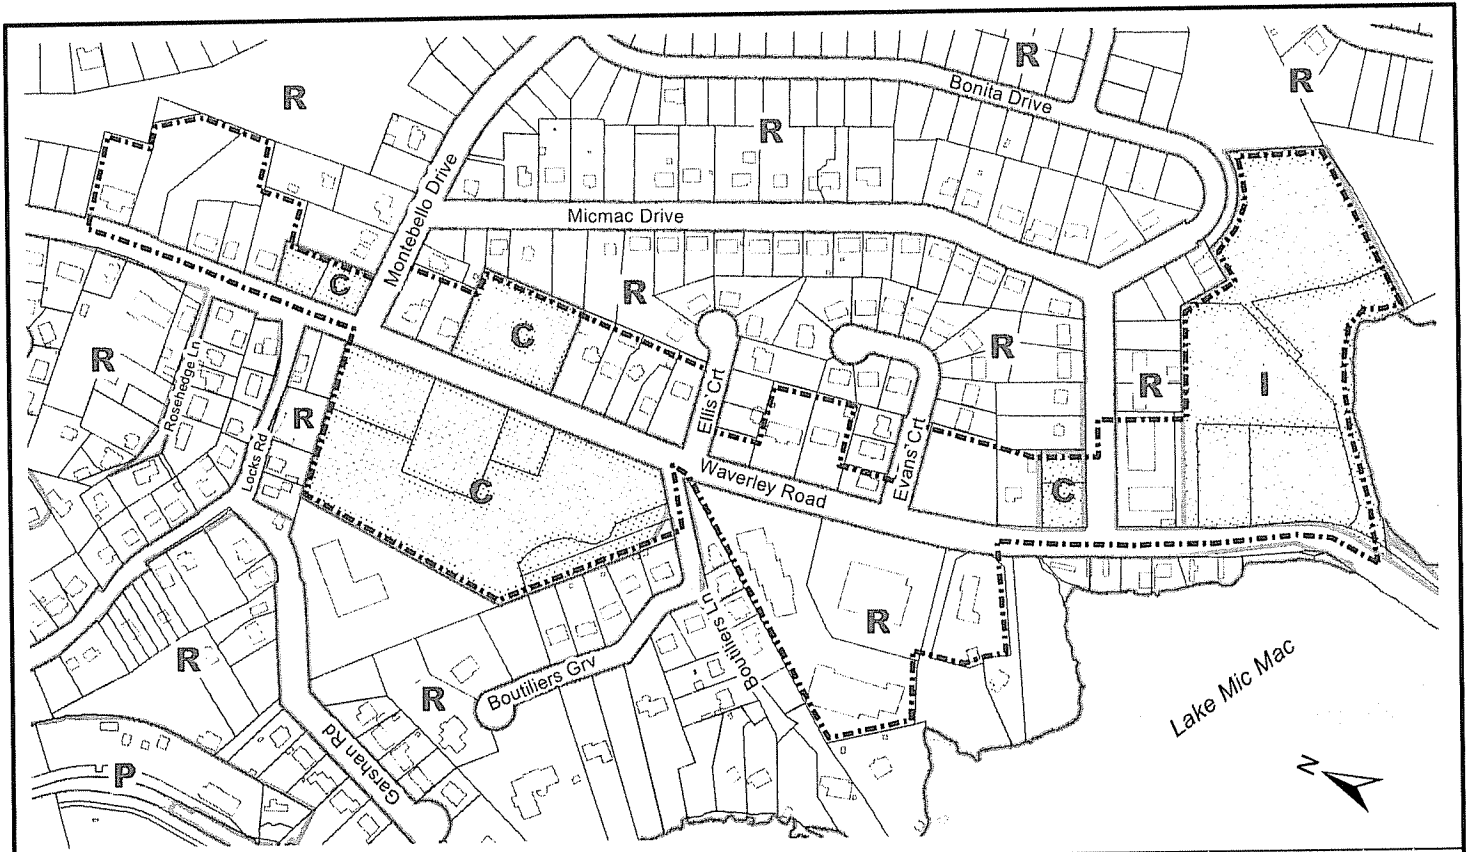 R
R
R
R
Bonita Drive
R
Montebello Drive
Micmac Drive
C
R
C
R
R
R
I
Rosehedge Ln
R
Locks Rd
C
Ellis Crt
Evans Crt
C
Waverley Road
R
R
R
Boutiliers Grv
Boutiliers Ln
Lake Mic Mac
Garshan Rd
P
N